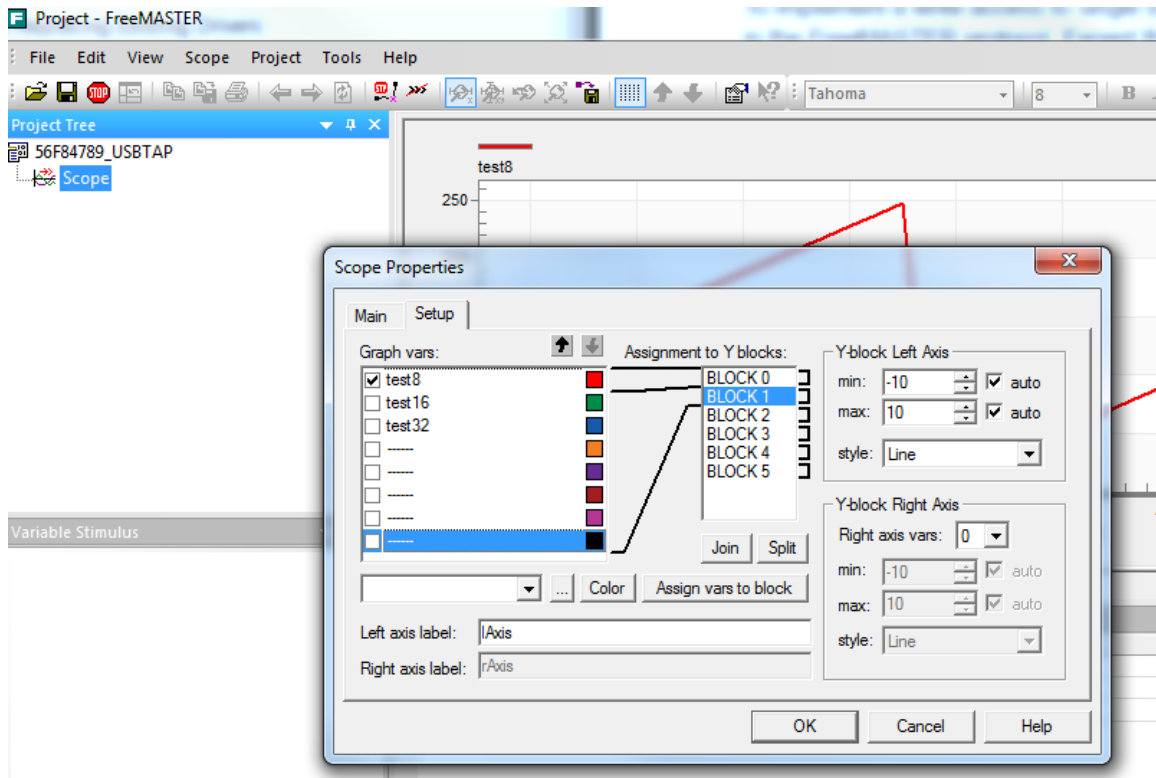 Project - FreeMASTER
File Edit View Scope Project Tools Help
Tahoma 8 B
Project Tree
56F84789_USBTAP
Scope
test8
250
Scope Properties
Main Setup
Graph vars: Assignment to Y blocks: Y-block Left Axis
test8 BLOCK 0 min: -10 auto
test16 BLOCK 1
test32 BLOCK 2 max: 10 auto
------ BLOCK 3
------ BLOCK 4 style: Line
------ BLOCK 5
------
------
Y-block Right Axis
Right axis vars: 0
Join Split
min: -10 auto
... Color Assign vars to block
max: 10 auto
Left axis label: lAxis
style: Line
Right axis label: rAxis
OK Cancel Help
Variable Stimulus